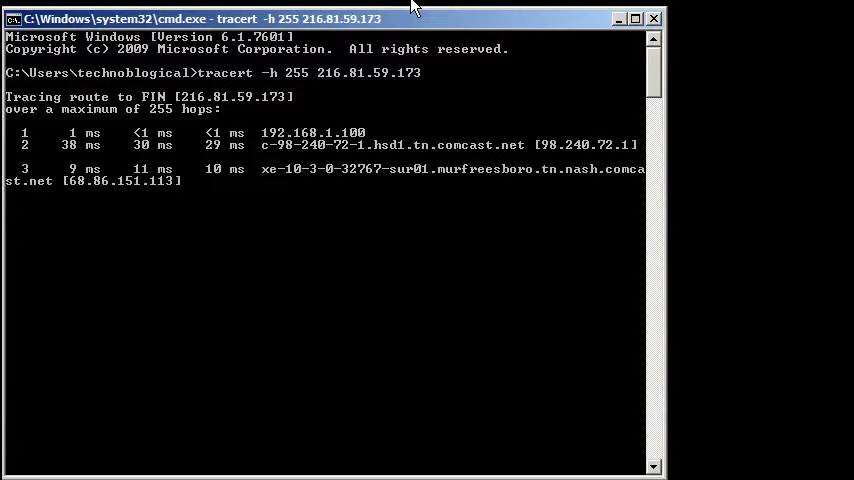 C:\Windows\system32\cmd.exe - tracert -h 255 216.81.59.173
Microsoft Windows [Version 6.1.7601]
Copyright (c) 2009 Microsoft Corporation.  All rights reserved.
C:\Users\technoblogical>tracert -h 255 216.81.59.173
Tracing route to FIN [216.81.59.173]
over a maximum of 255 hops:
  1     1 ms    <1 ms    <1 ms  192.168.1.100
  2    38 ms    30 ms    29 ms  c-98-240-72-1.hsd1.tn.comcast.net [98.240.72.1]
  3     9 ms    11 ms    10 ms  xe-10-3-0-32767-sur01.murfreesboro.tn.nash.comca
st.net [68.86.151.113]